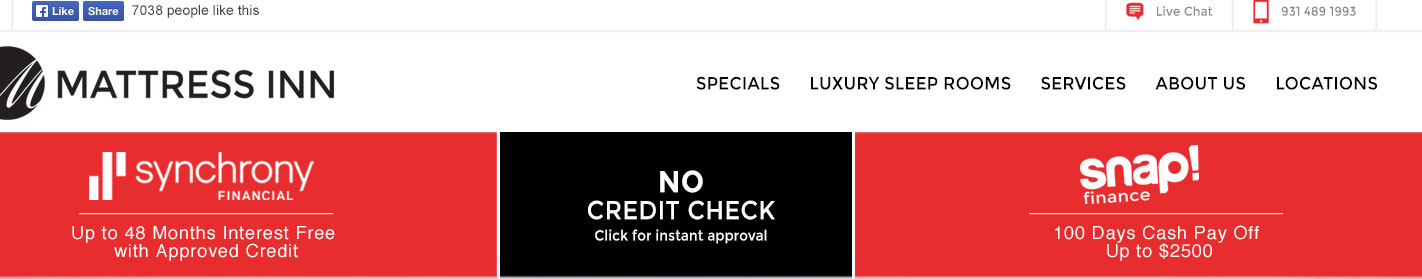 Like Share 7038 people like this Live Chat 931 489 1993
MATTRESS INN SPECIALS LUXURY SLEEP ROOMS SERVICES ABOUT US LOCATIONS
synchrony
FINANCIAL
Up to 48 Months Interest Free
with Approved Credit
NO
CREDIT CHECK
Click for instant approval
snap!
finance
100 Days Cash Pay Off
Up to $2500